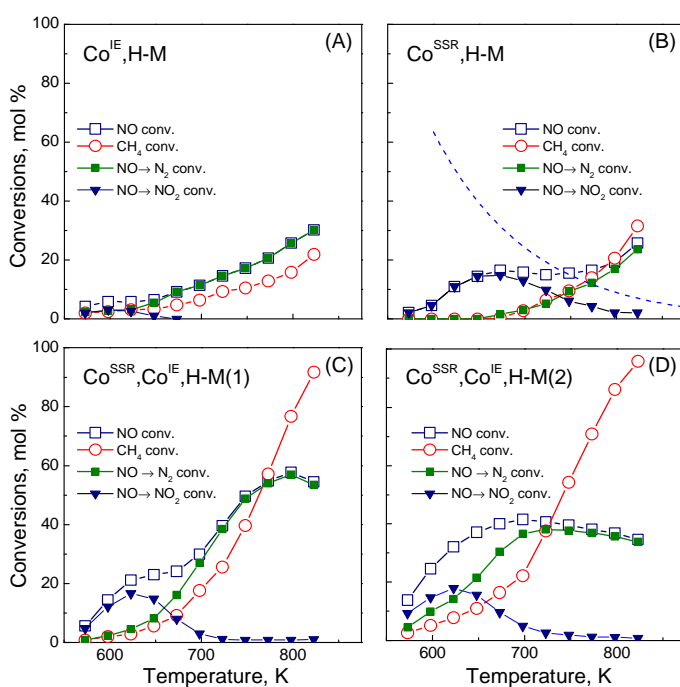 100
80
60
40
20
0
Conversions, mol %
Co^IE,H-M
(A)
NO conv.
CH₄ conv.
NO→ N₂ conv.
NO→NO₂ conv.
Co^SSR,H-M
(B)
NO conv.
CH₄ conv.
NO→ N₂ conv.
NO→NO₂ conv.
100
80
60
40
20
0
Conversions, mol %
Co^SSR,Co^IE,H-M(1)
(C)
NO conv.
CH₄ conv.
NO → N₂ conv.
NO→ NO₂ conv.
600
700
800
Temperature, K
Co^SSR,Co^IE,H-M(2)
(D)
NO conv.
CH₄ conv.
NO → N₂ conv.
NO→ NO₂ conv.
600
700
800
Temperature, K